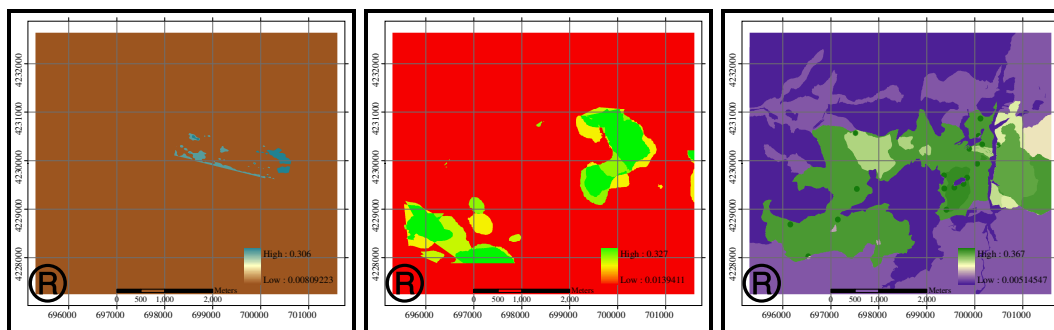 4232000
4231000
4230000
4229000
4228000
High : 0.306
Low : 0.00809223
R
0 500 1,000 2,000 Meters
696000 697000 698000 699000 700000 701000
4232000
4231000
4230000
4229000
4228000
High : 0.327
Low : 0.0139411
R
0 500 1,000 2,000 Meters
696000 697000 698000 699000 700000 701000
4232000
4231000
4230000
4229000
4228000
High : 0.367
Low : 0.00514547
R
0 500 1,000 2,000 Meters
696000 697000 698000 699000 700000 701000